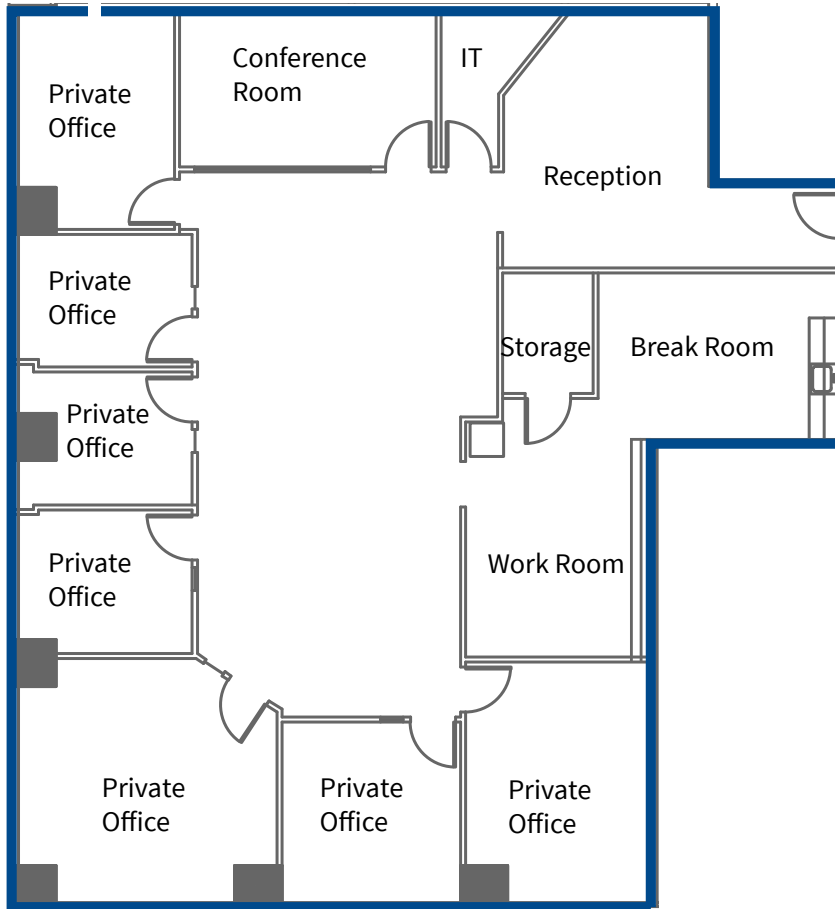 Private
Office
Conference
Room
IT
Reception
Private
Office
Storage
Break Room
Private
Office
Private
Office
Work Room
Private
Office
Private
Office
Private
Office